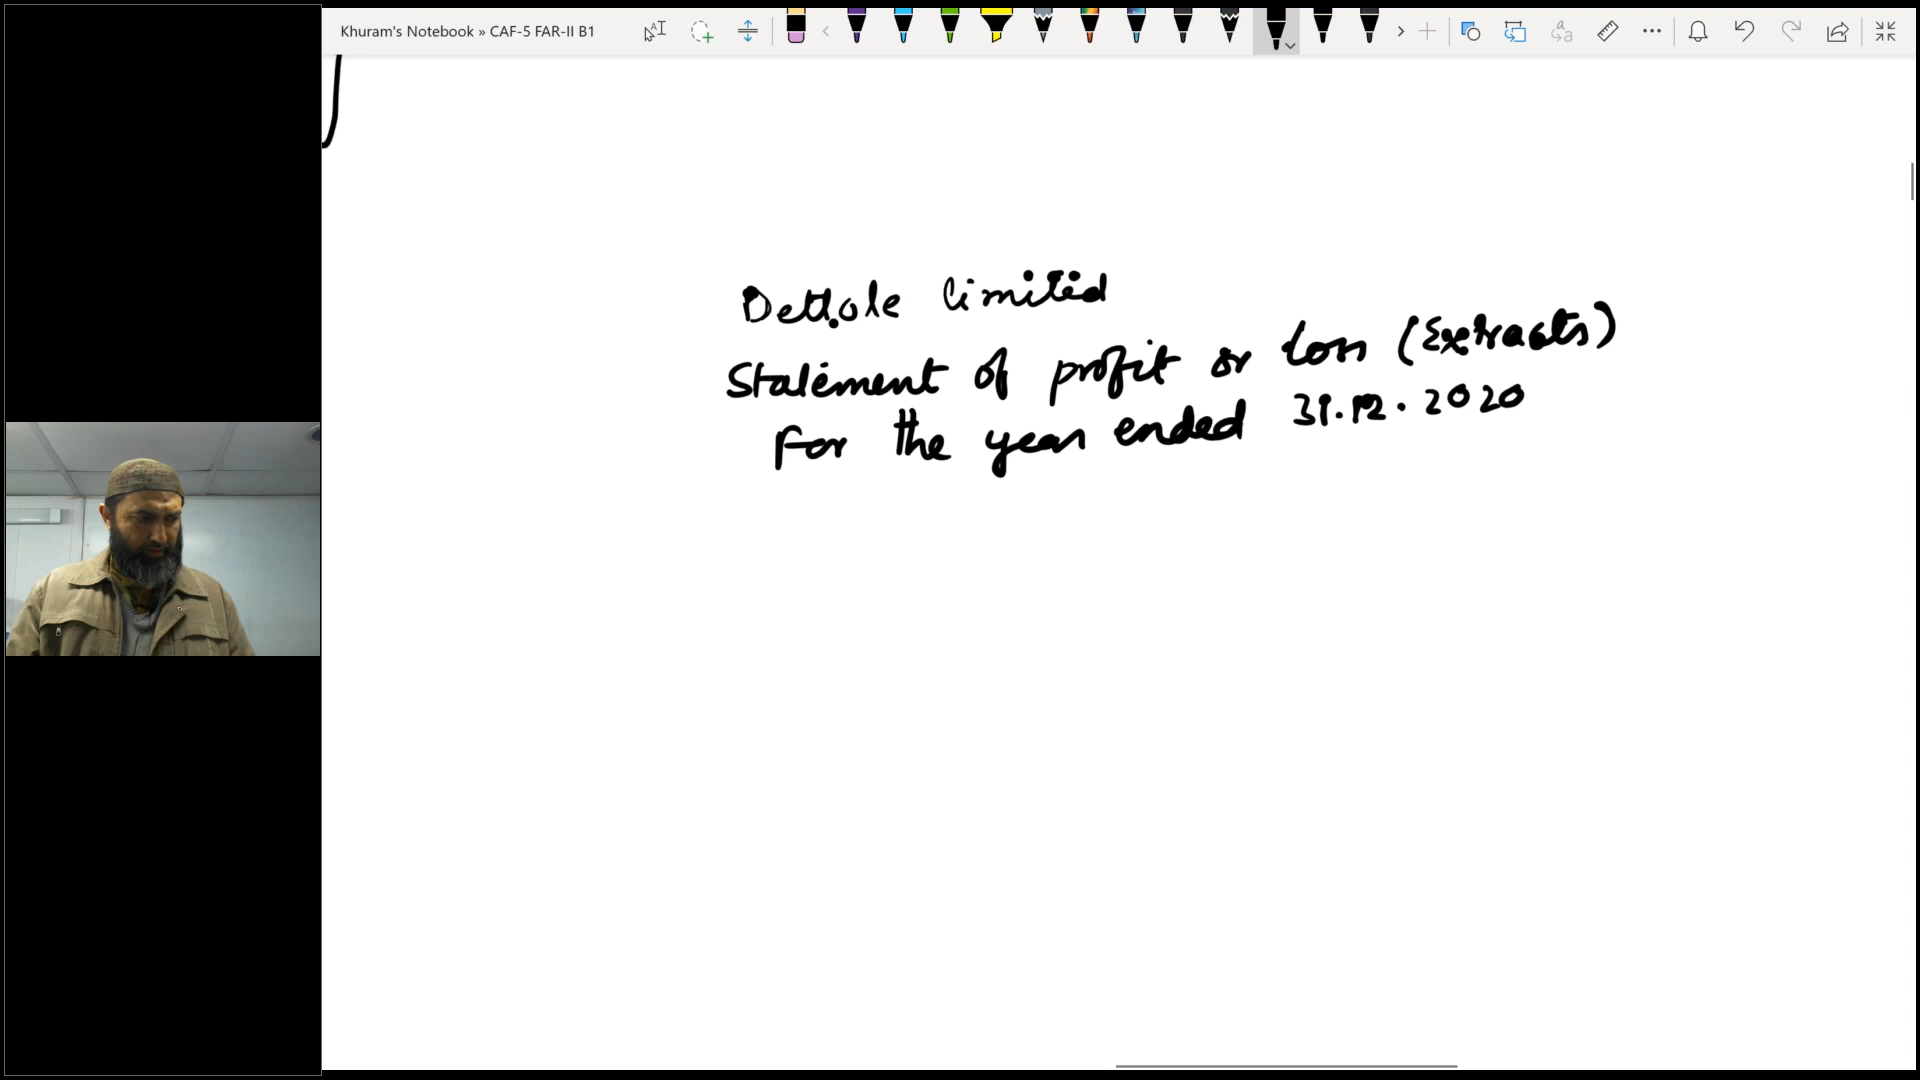 Khuram's Notebook » CAF-5 FAR-II B1
Dettole limited
Statement of profit or loss (Extracts)
For the year ended 31.12.2020